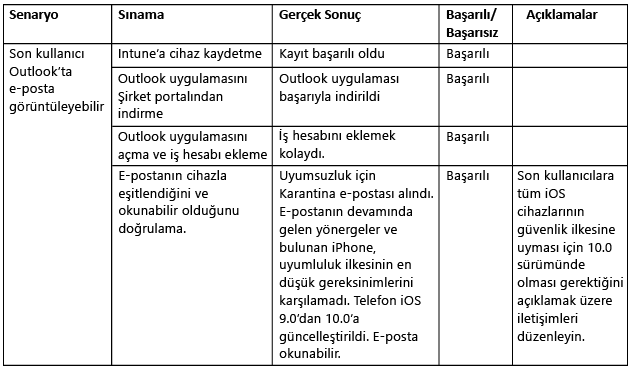 Senaryo
Sınama
Gerçek Sonuç
Başarılı/
Başarısız
Açıklamalar
Son kullanıcı
Outlook’ta
e-posta
görüntüleyebilir
Intune’a cihaz kaydetme
Kayıt başarılı oldu
Başarılı
Outlook uygulamasını
Şirket portalından
indirme
Outlook uygulaması
başarıyla indirildi
Başarılı
Outlook uygulamasını
açma ve iş hesabı ekleme
İş hesabını eklemek
kolaydı.
Başarılı
E-postanın cihazla
eşitlendiğini ve
okunabilir olduğunu
doğrulama.
Uyumsuzluk için
Karantina e-postası alındı.
E-postanın devamında
gelen yönergeler ve
bulunan iPhone,
uyumluluk ilkesinin en
düşük gereksinimlerini
karşılamadı. Telefon iOS
9.0’dan 10.0’a
güncelleştirildi. E-posta
okunabilir.
Başarılı
Son kullanıcılara
tüm iOS
cihazlarının
güvenlik ilkesine
uyması için 10.0
sürümünde
olması gerektiğini
açıklamak üzere
iletişimleri
düzenleyin.